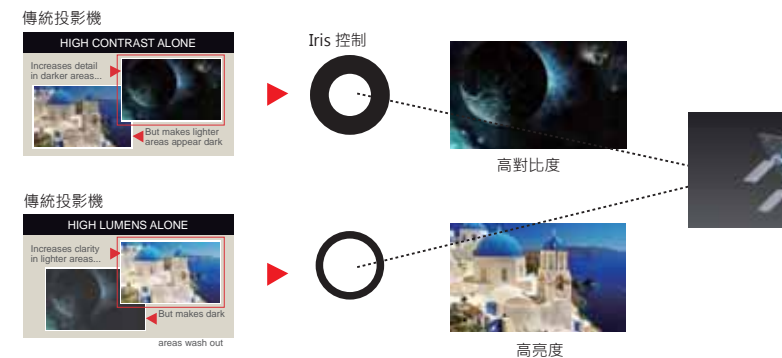 傳統投影機
HIGH CONTRAST ALONE
Increases detail
in darker areas...
But makes lighter
areas appear dark
Iris 控制
高對比度
傳統投影機
HIGH LUMENS ALONE
Increases clarity
in lighter areas...
But makes dark
areas wash out
高亮度